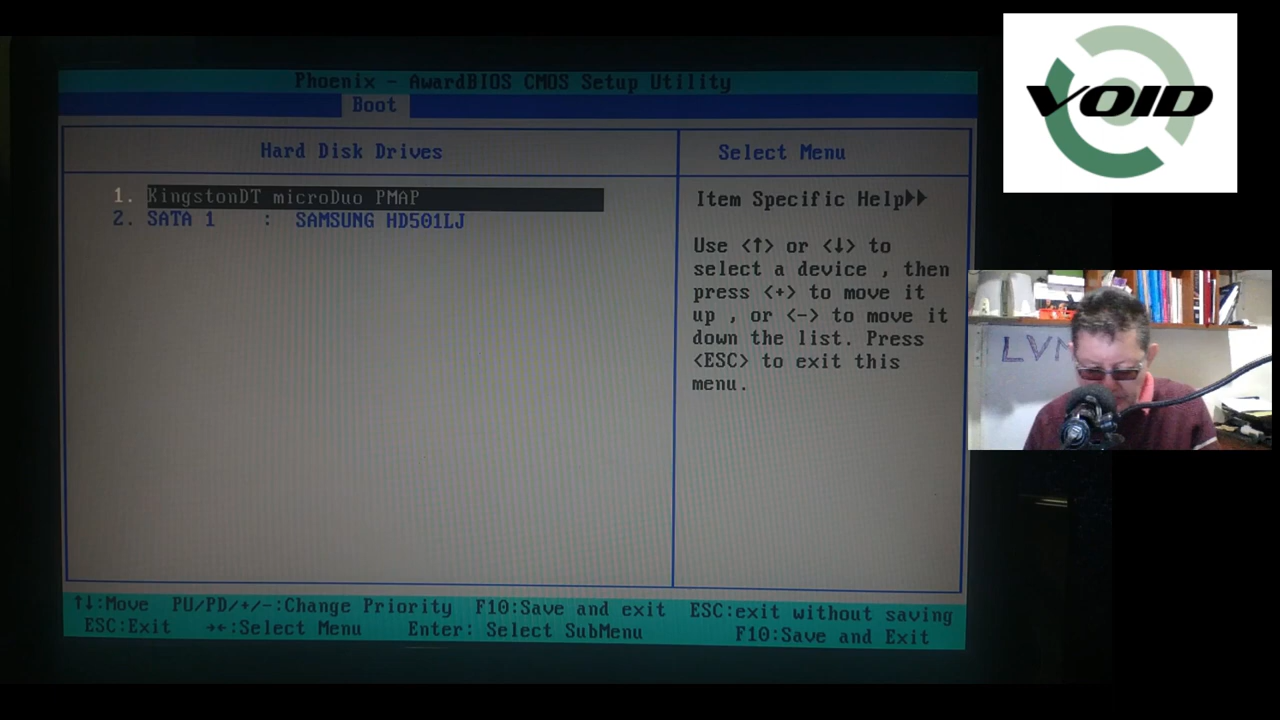 Phoenix - AwardBIOS CMOS Setup Utility
Boot
Hard Disk Drives
1. KingstonDT microDuo PMAP
2. SATA 1 : SAMSUNG HD501LJ
Select Menu
Item Specific Help▶▶
Use <↑> or <↓> to
select a device , then
press <+> to move it
up , or <-> to move it
down the list. Press
<ESC> to exit this
menu.
↑↓:Move PU/PD/+/-:Change Priority F10:Save and exit ESC:exit without saving
ESC:Exit →←:Select Menu Enter: Select SubMenu F10:Save and Exit
VOID